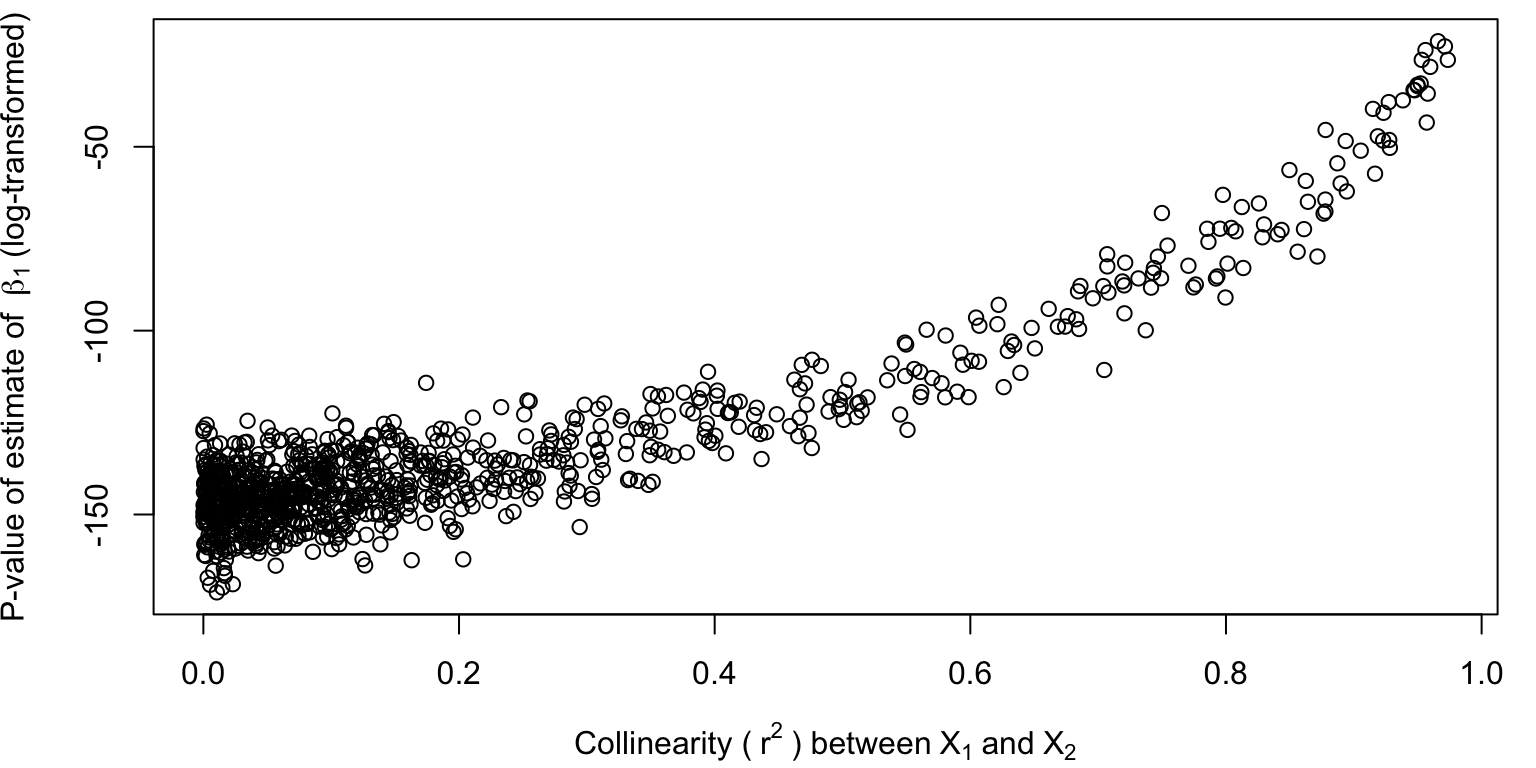 P-value of estimate of β₁ (log-transformed)
-50
-100
-150
0.0 0.2 0.4 0.6 0.8 1.0
Collinearity ( r² ) between X₁ and X₂